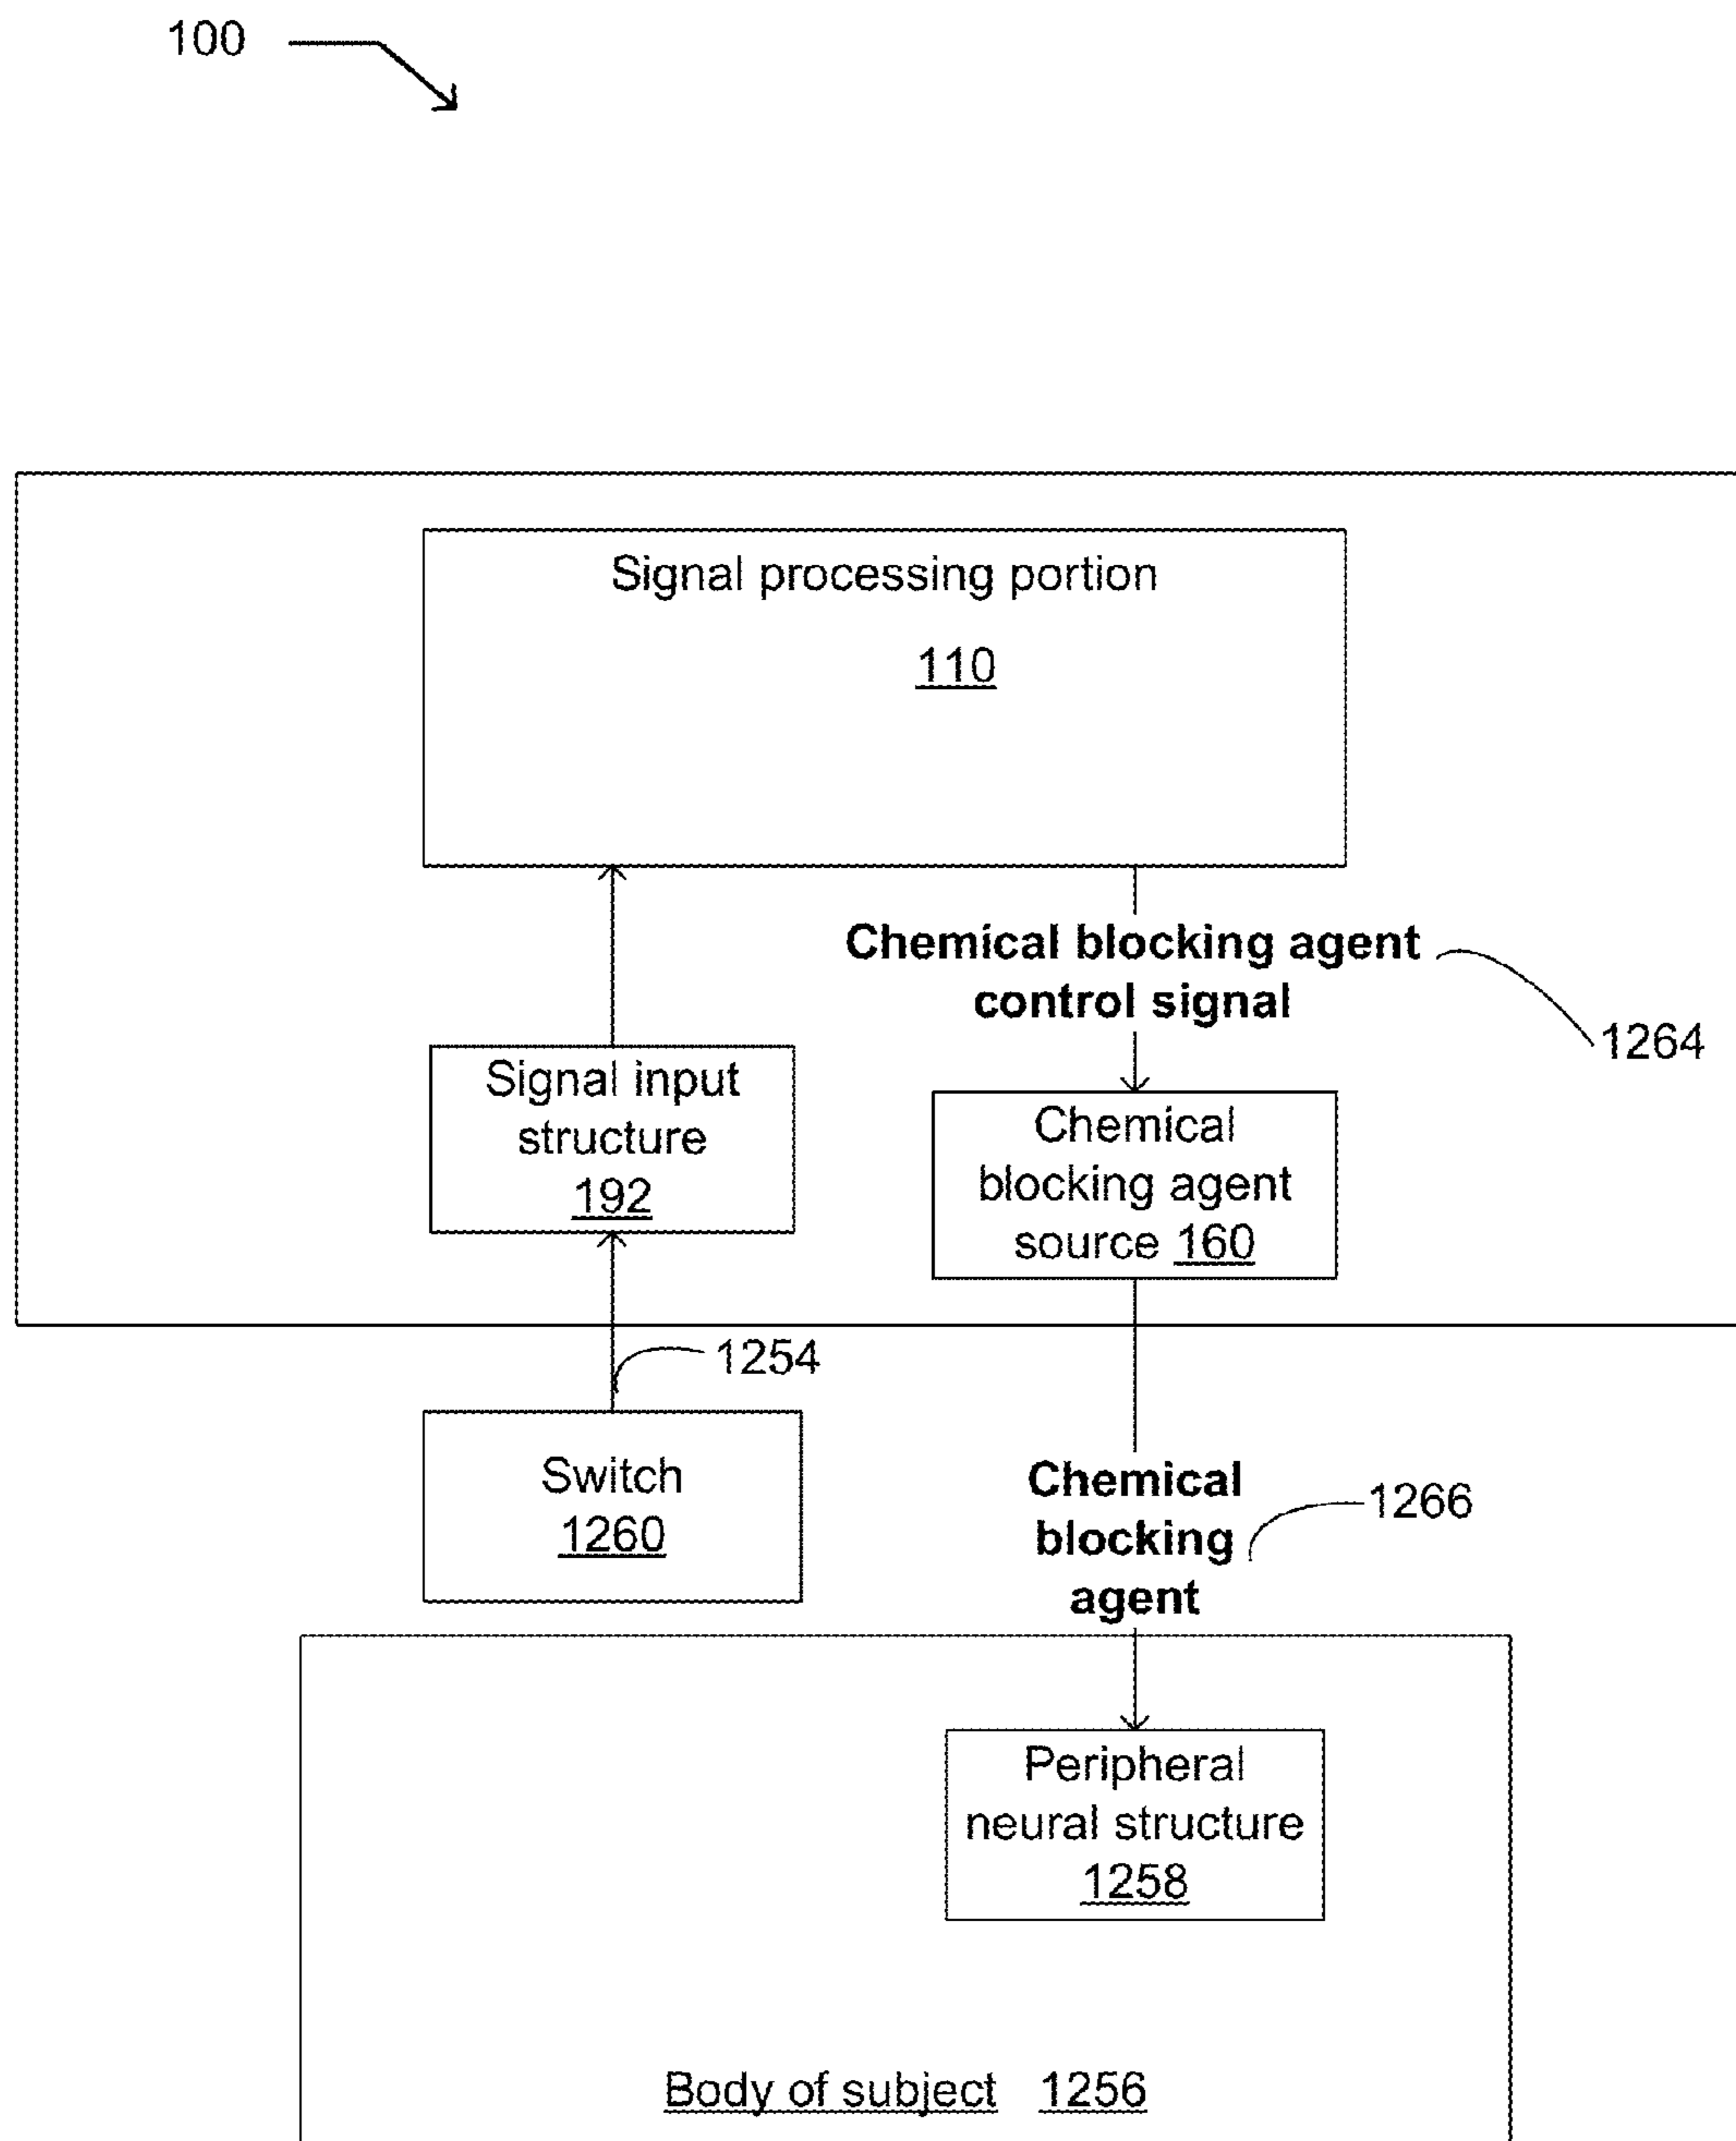 100
Signal processing portion
110
Chemical blocking agent
control signal
1264
Signal input
structure
192
Chemical
blocking agent
source 160
1254
Switch
1260
Chemical
blocking
agent
1266
Peripheral
neural structure
1258
Body of subject 1256